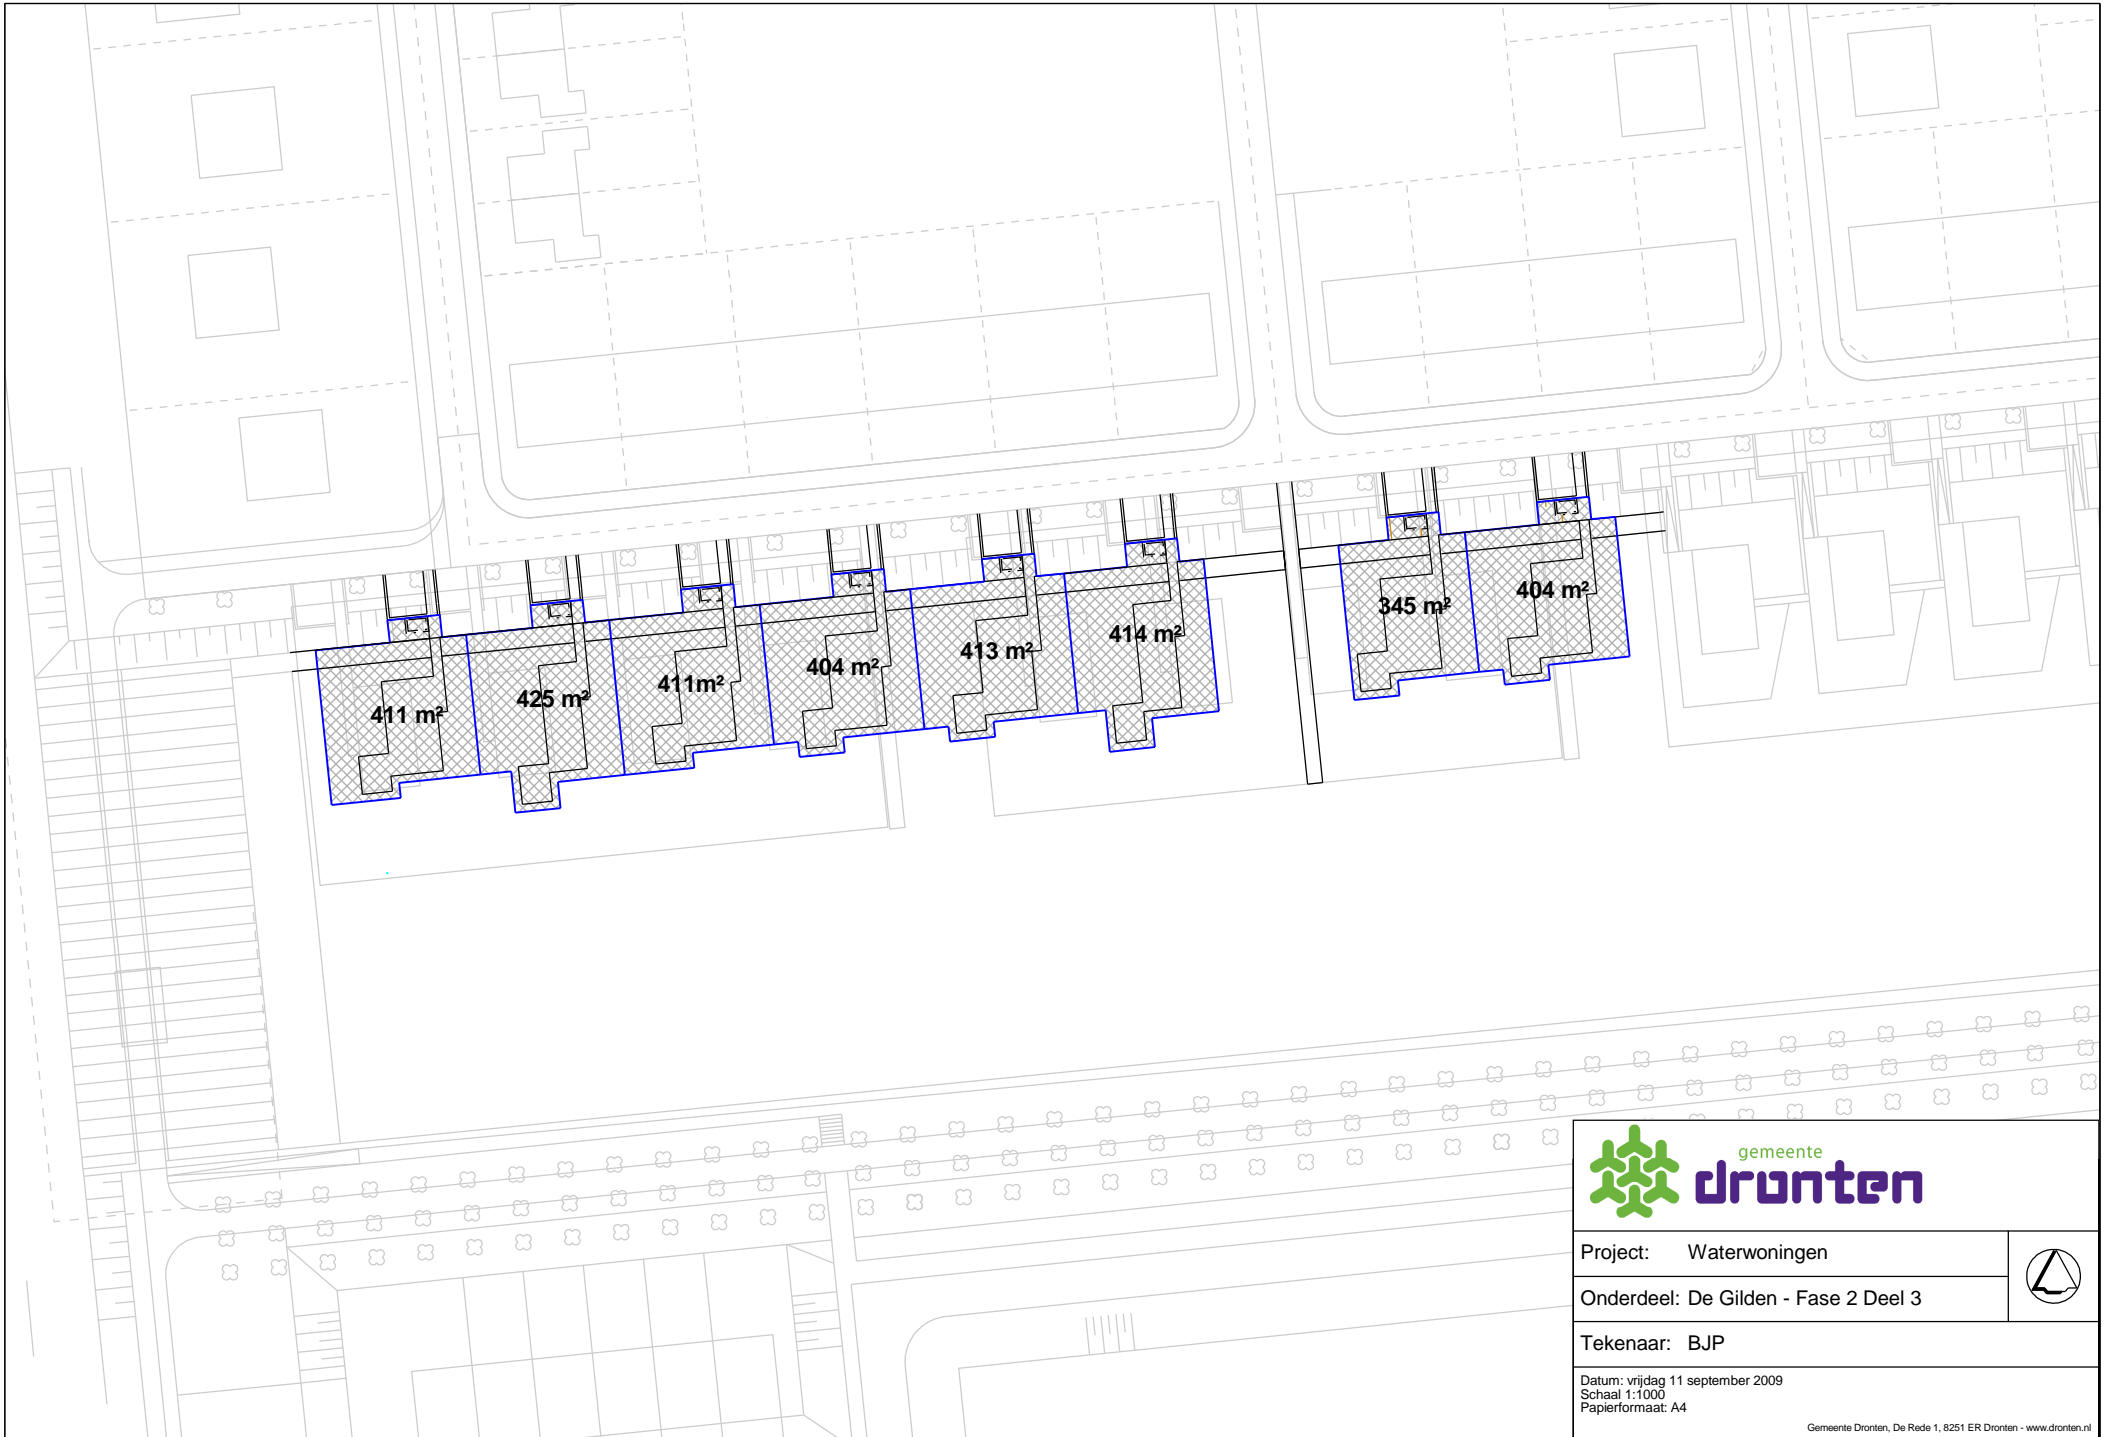 411 m²
425 m²
411m²
404 m²
413 m²
414 m²
345 m²
404 m²
gemeente
dronten
Project: Waterwoningen
Onderdeel: De Gilden - Fase 2 Deel 3
Tekenaar: BJP
Datum: vrijdag 11 september 2009
Schaal 1:1000
Papierformaat: A4
Gemeente Dronten, De Rede 1, 8251 ER Dronten - www.dronten.nl